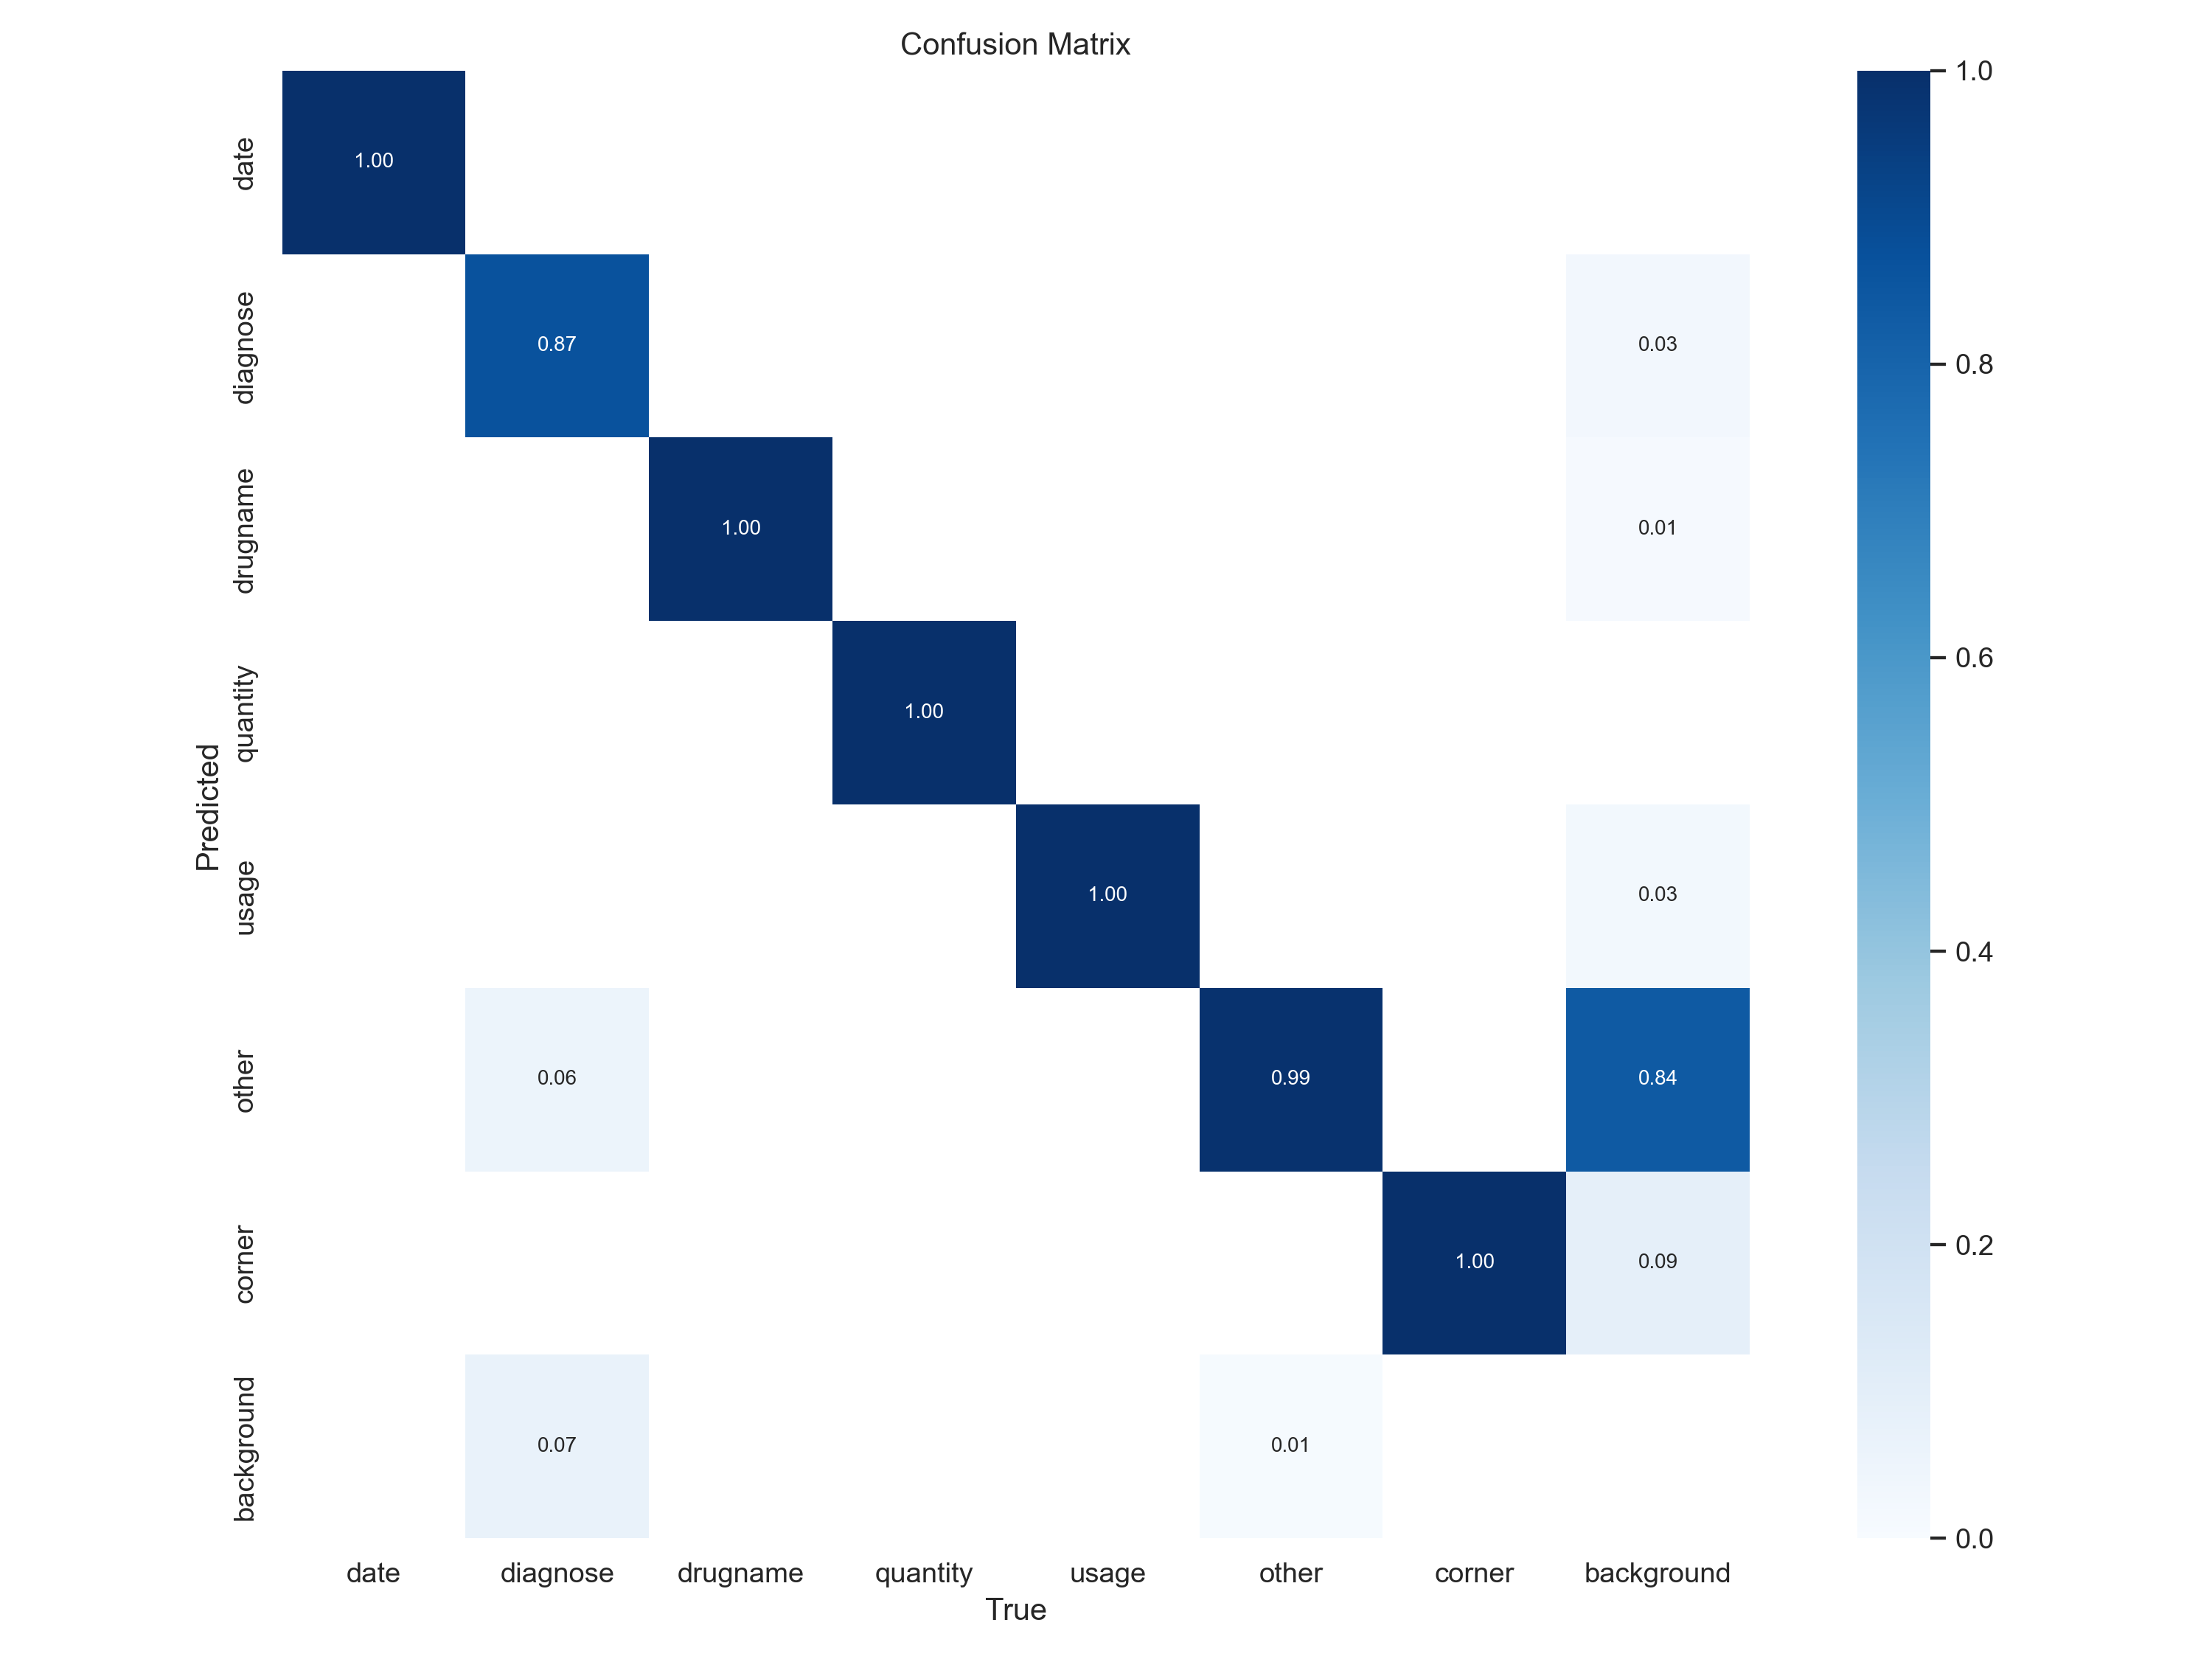 Confusion Matrix
1.0
date
1.00
diagnose
0.87
0.03
0.8
drugname
1.00
0.01
0.6
quantity
1.00
Predicted
usage
1.00
0.03
0.4
other
0.06
0.99
0.84
corner
1.00
0.09
0.2
background
0.07
0.01
0.0
date diagnose drugname quantity usage other corner background
True